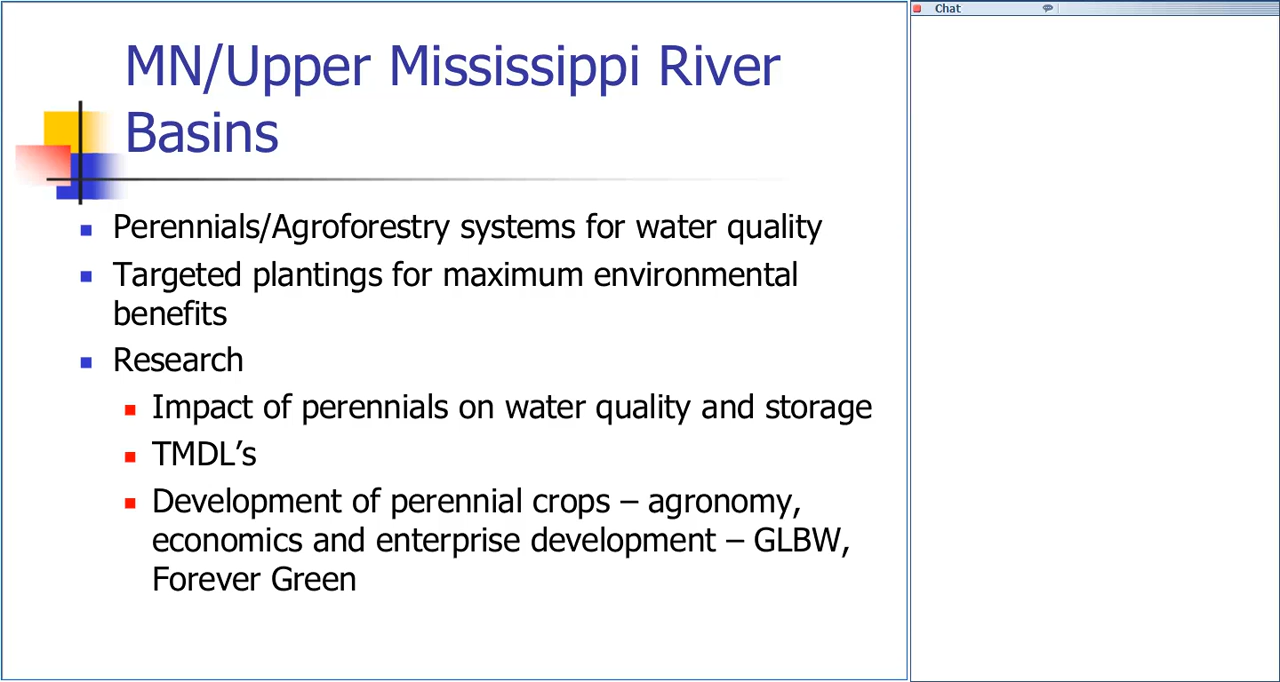 MN/Upper Mississippi River
Basins
Perennials/Agroforestry systems for water quality
Targeted plantings for maximum environmental
benefits
Research
Impact of perennials on water quality and storage
TMDL’s
Development of perennial crops – agronomy,
economics and enterprise development – GLBW,
Forever Green
Chat